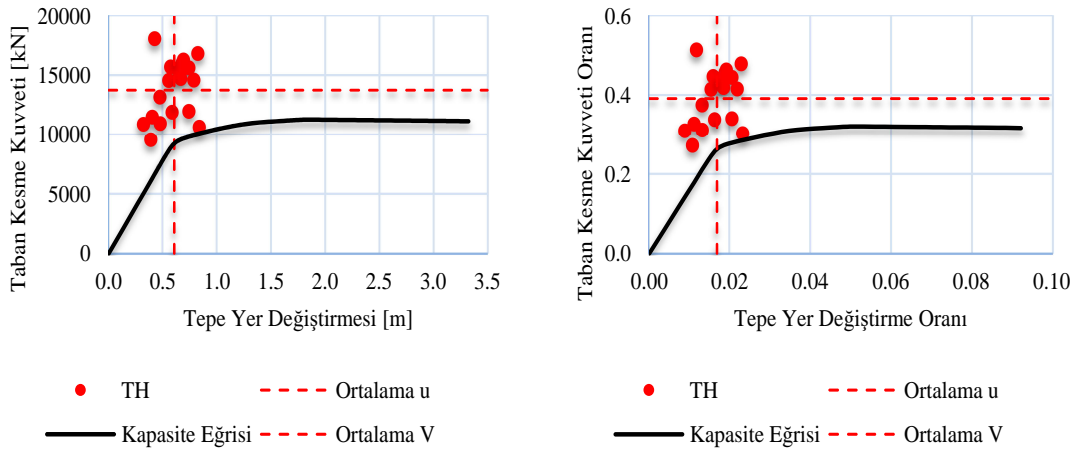 Taban Kesme Kuvveti [kN]
20000
15000
10000
5000
0
0.0 0.5 1.0 1.5 2.0 2.5 3.0 3.5
Tepe Yer Değiştirmesi [m]
TH
Ortalama u
Kapasite Eğrisi
Ortalama V
Taban Kesme Kuvveti Oranı
0.6
0.4
0.2
0.0
0.00 0.02 0.04 0.06 0.08 0.10
Tepe Yer Değiştirme Oranı
TH
Ortalama u
Kapasite Eğrisi
Ortalama V